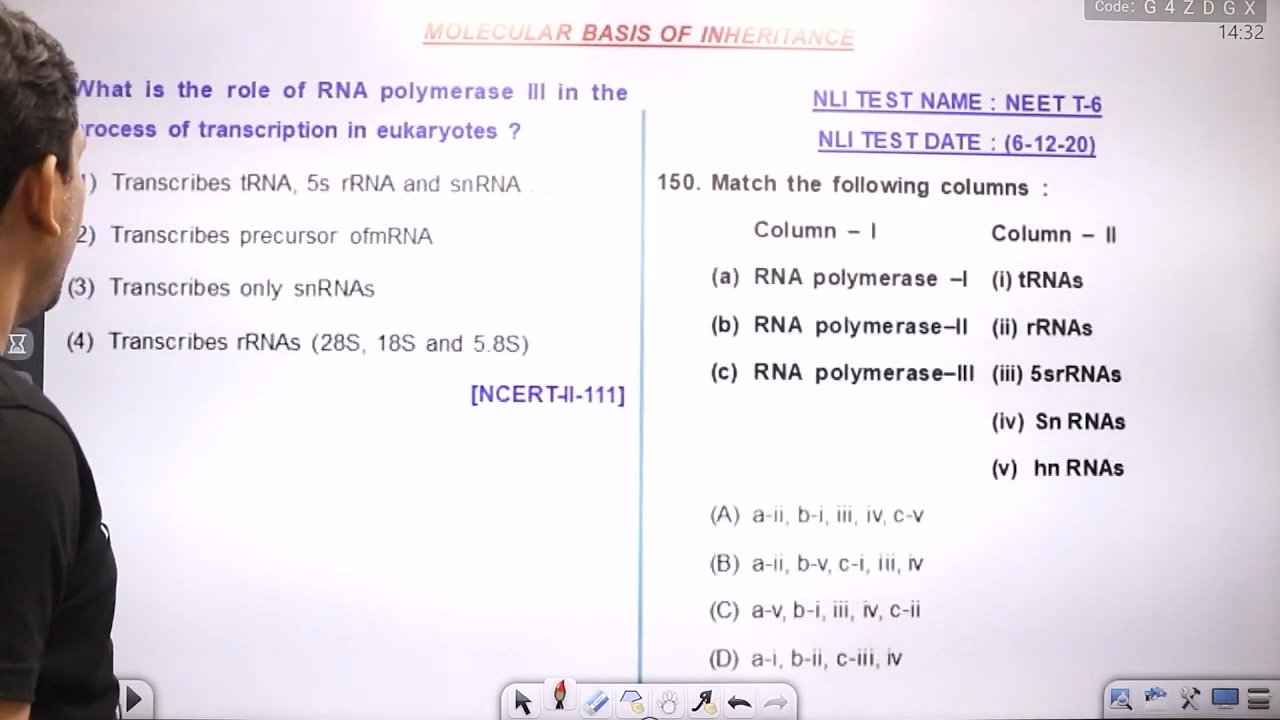 Code: G 4 Z D G X
14:32
MOLECULAR BASIS OF INHERITANCE
What is the role of RNA polymerase III in the
rocess of transcription in eukaryotes ?
1) Transcribes tRNA, 5s rRNA and snRNA
2) Transcribes precursor ofmRNA
(3) Transcribes only snRNAs
(4) Transcribes rRNAs (28S, 18S and 5.8S)
[NCERT-II-111]
NLI TEST NAME : NEET T-6
NLI TEST DATE : (6-12-20)
150. Match the following columns :
Column – I Column – II
(a) RNA polymerase –I (i) tRNAs
(b) RNA polymerase–II (ii) rRNAs
(c) RNA polymerase–III (iii) 5srRNAs
(iv) Sn RNAs
(v) hn RNAs
(A) a-ii, b-i, iii, iv, c-v
(B) a-ii, b-v, c-i, iii, iv
(C) a-v, b-i, iii, iv, c-ii
(D) a-i, b-ii, c-iii, iv